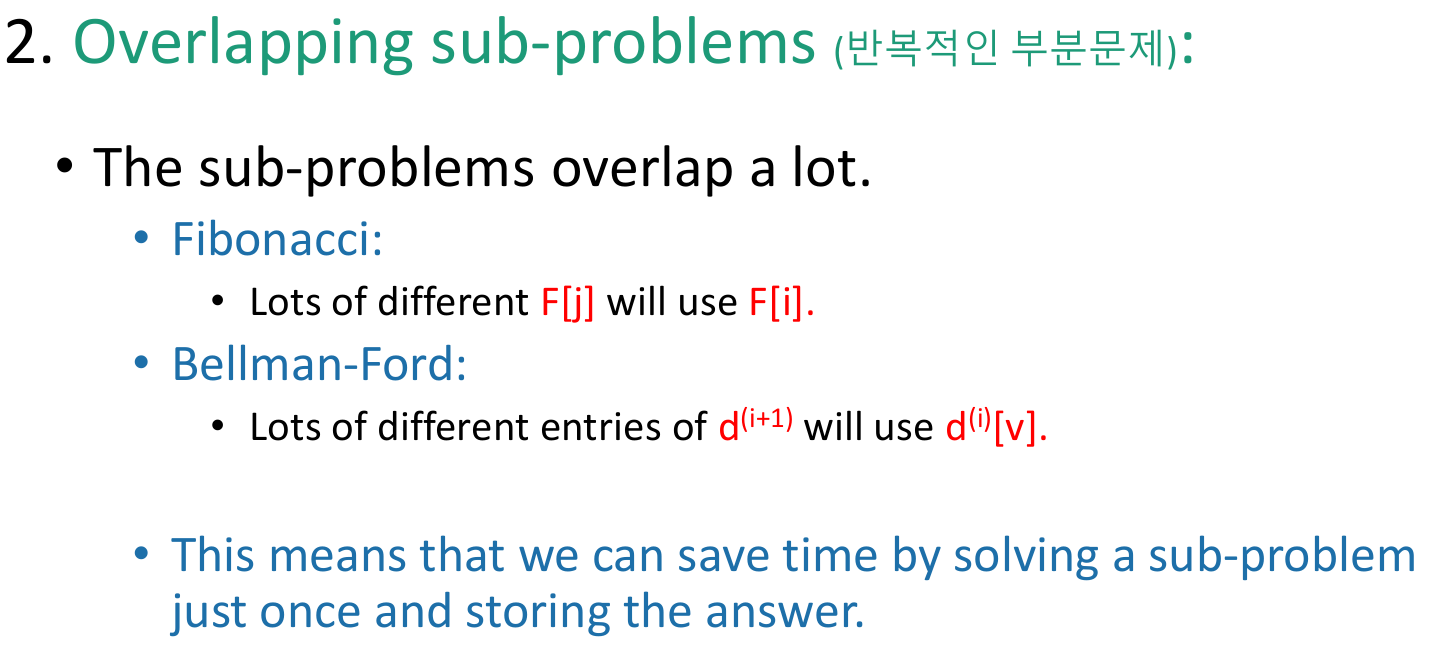 2. Overlapping sub-problems (반복적인 부분문제):
• The sub-problems overlap a lot.
• Fibonacci:
• Lots of different F[j] will use F[i].
• Bellman-Ford:
• Lots of different entries of d⁽ⁱ⁺¹⁾ will use d⁽ⁱ⁾[v].
• This means that we can save time by solving a sub-problem
just once and storing the answer.